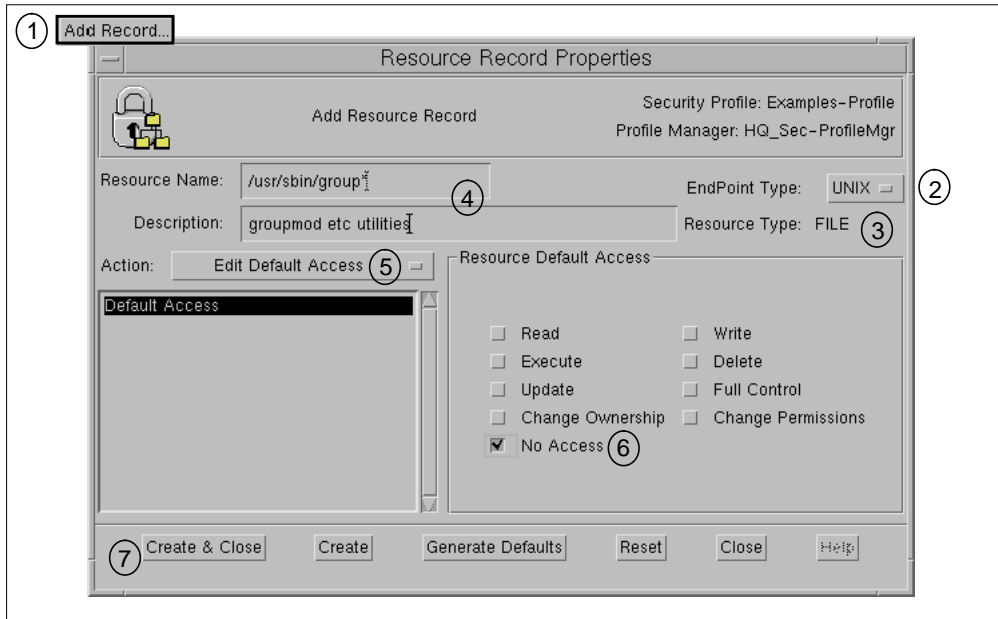 1 Add Record...
Resource Record Properties
Add Resource Record
Security Profile: Examples-Profile
Profile Manager: HQ_Sec-ProfileMgr
Resource Name: /usr/sbin/group*
4
EndPoint Type: UNIX 2
Description: groupmod etc utilities
Resource Type: FILE 3
Action: Edit Default Access 5
Resource Default Access
Default Access
Read Write
Execute Delete
Update Full Control
Change Ownership Change Permissions
No Access 6
7 Create & Close Create Generate Defaults Reset Close Help